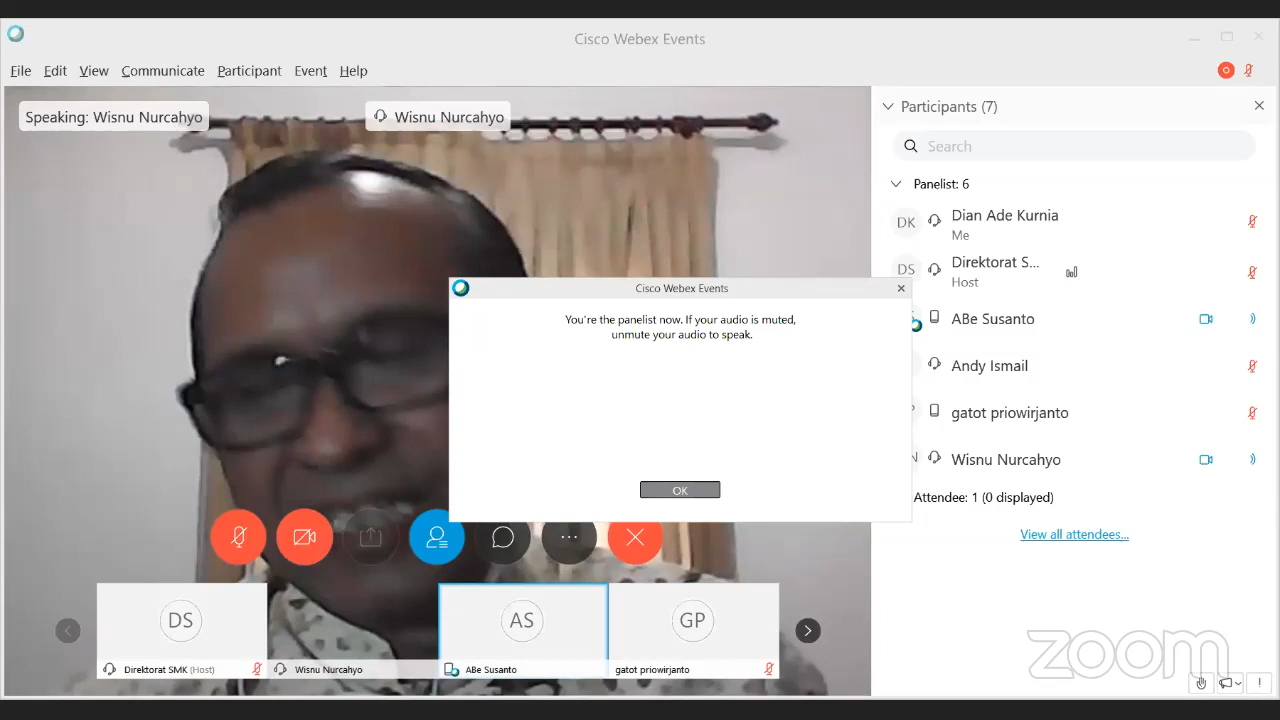 Cisco Webex Events
File Edit View Communicate Participant Event Help
Speaking: Wisnu Nurcahyo
Wisnu Nurcahyo
Participants (7)
Search
Panelist: 6
DK
Dian Ade Kurnia
Me
DS
Direktorat S...
Host
ABe Susanto
Andy Ismail
gatot priowirjanto
Wisnu Nurcahyo
Attendee: 1 (0 displayed)
View all attendees...
Cisco Webex Events
You're the panelist now. If your audio is muted,
unmute your audio to speak.
OK
DS
Direktorat SMK (Host)
Wisnu Nurcahyo
AS
ABe Susanto
GP
gatot priowirjanto
zoom